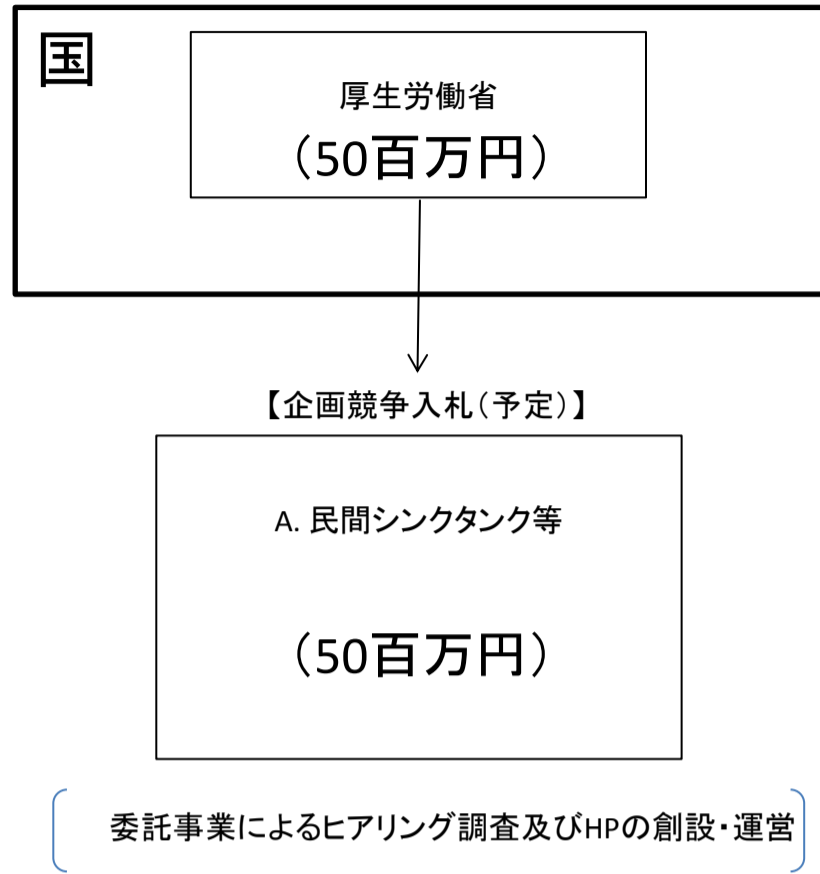 国
厚生労働省
（50百万円）
【企画競争入札（予定）】
A. 民間シンクタンク等
（50百万円）
委託事業によるヒアリング調査及びHPの創設・運営